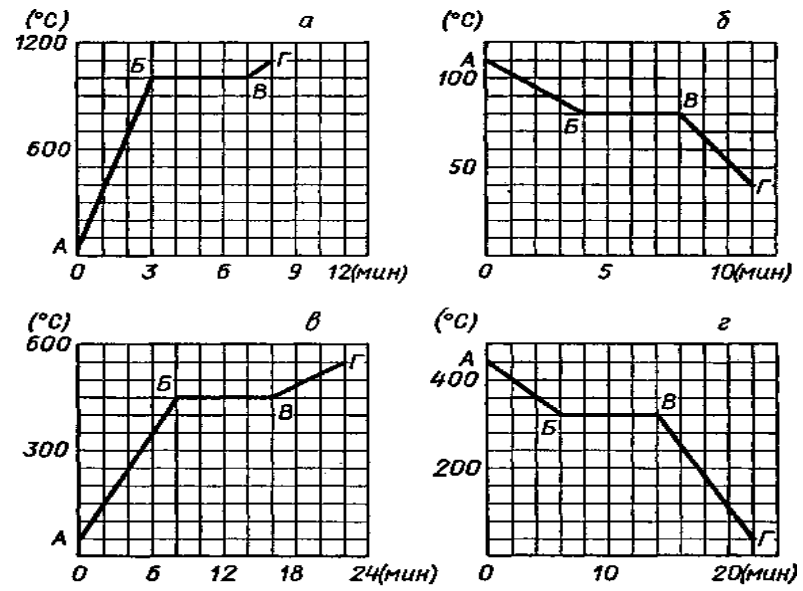 (°C) а
1200
Б Г
В
600
А
0 3 6 9 12(мин)
(°C) б
А
100
В
Б
50
Г
0 5 10(мин)
(°C) в
600
Г
Б
В
300
А
0 6 12 18 24(мин)
(°C) г
А
400
В
Б
200
Г
0 10 20(мин)